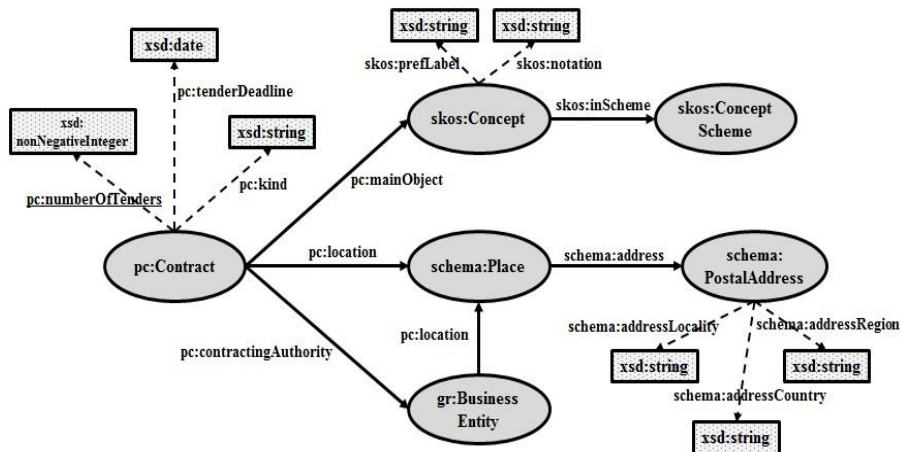 xsd:date
xsd:string
xsd:string
skos:prefLabel
skos:notation
pc:tenderDeadline
xsd:
nonNegativeInteger
xsd:string
skos:Concept
skos:inScheme
skos:Concept
Scheme
pc:kind
pc:mainObject
pc:numberOfTenders
pc:Contract
pc:location
schema:Place
schema:address
schema:
PostalAddress
pc:location
schema:addressLocality
schema:addressRegion
pc:contractingAuthority
xsd:string
xsd:string
schema:addressCountry
gr:Business
Entity
xsd:string